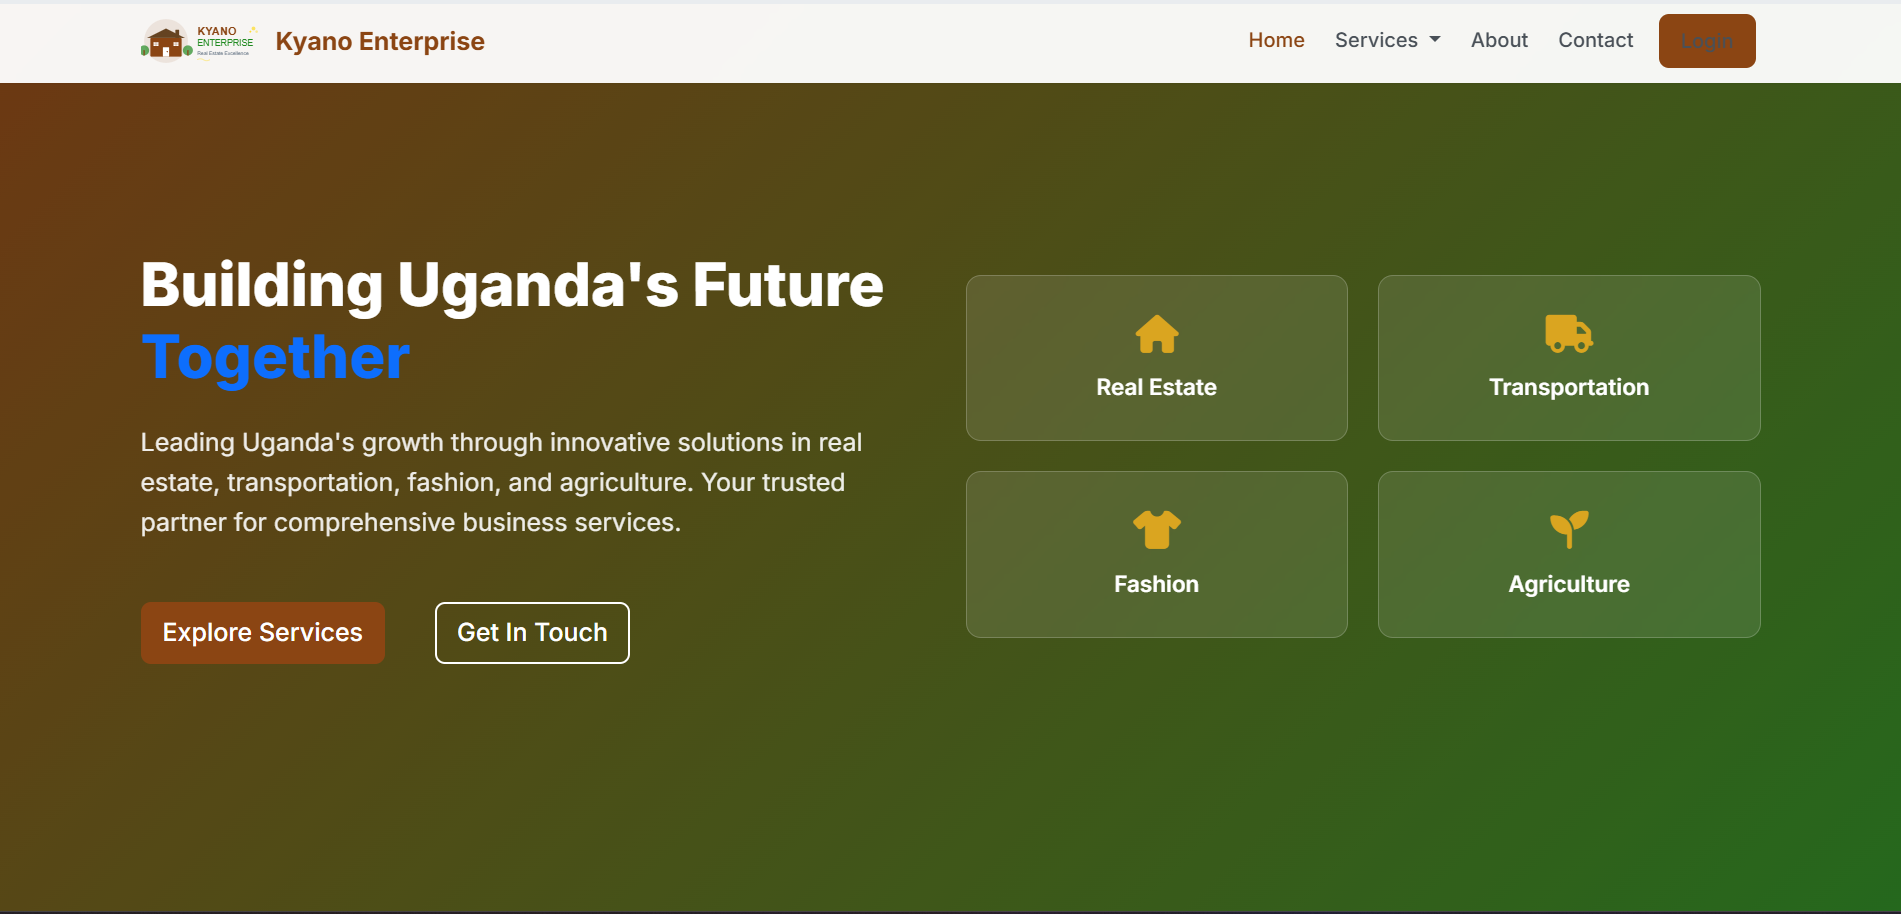 KYANO
ENTERPRISE
Real Estate Excellence
Kyano Enterprise
Home
Services
About
Contact
Login
Building Uganda's Future
Together
Leading Uganda's growth through innovative solutions in real
estate, transportation, fashion, and agriculture. Your trusted
partner for comprehensive business services.
Explore Services
Get In Touch
Real Estate
Transportation
Fashion
Agriculture